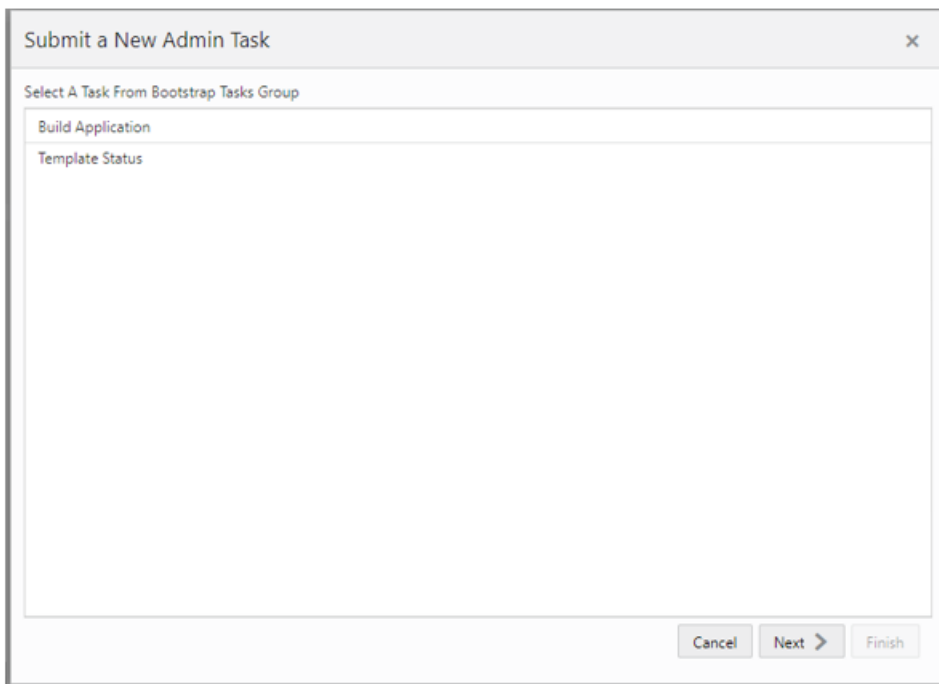 Submit a New Admin Task
Select A Task From Bootstrap Tasks Group
Build Application
Template Status
Cancel Next Finish